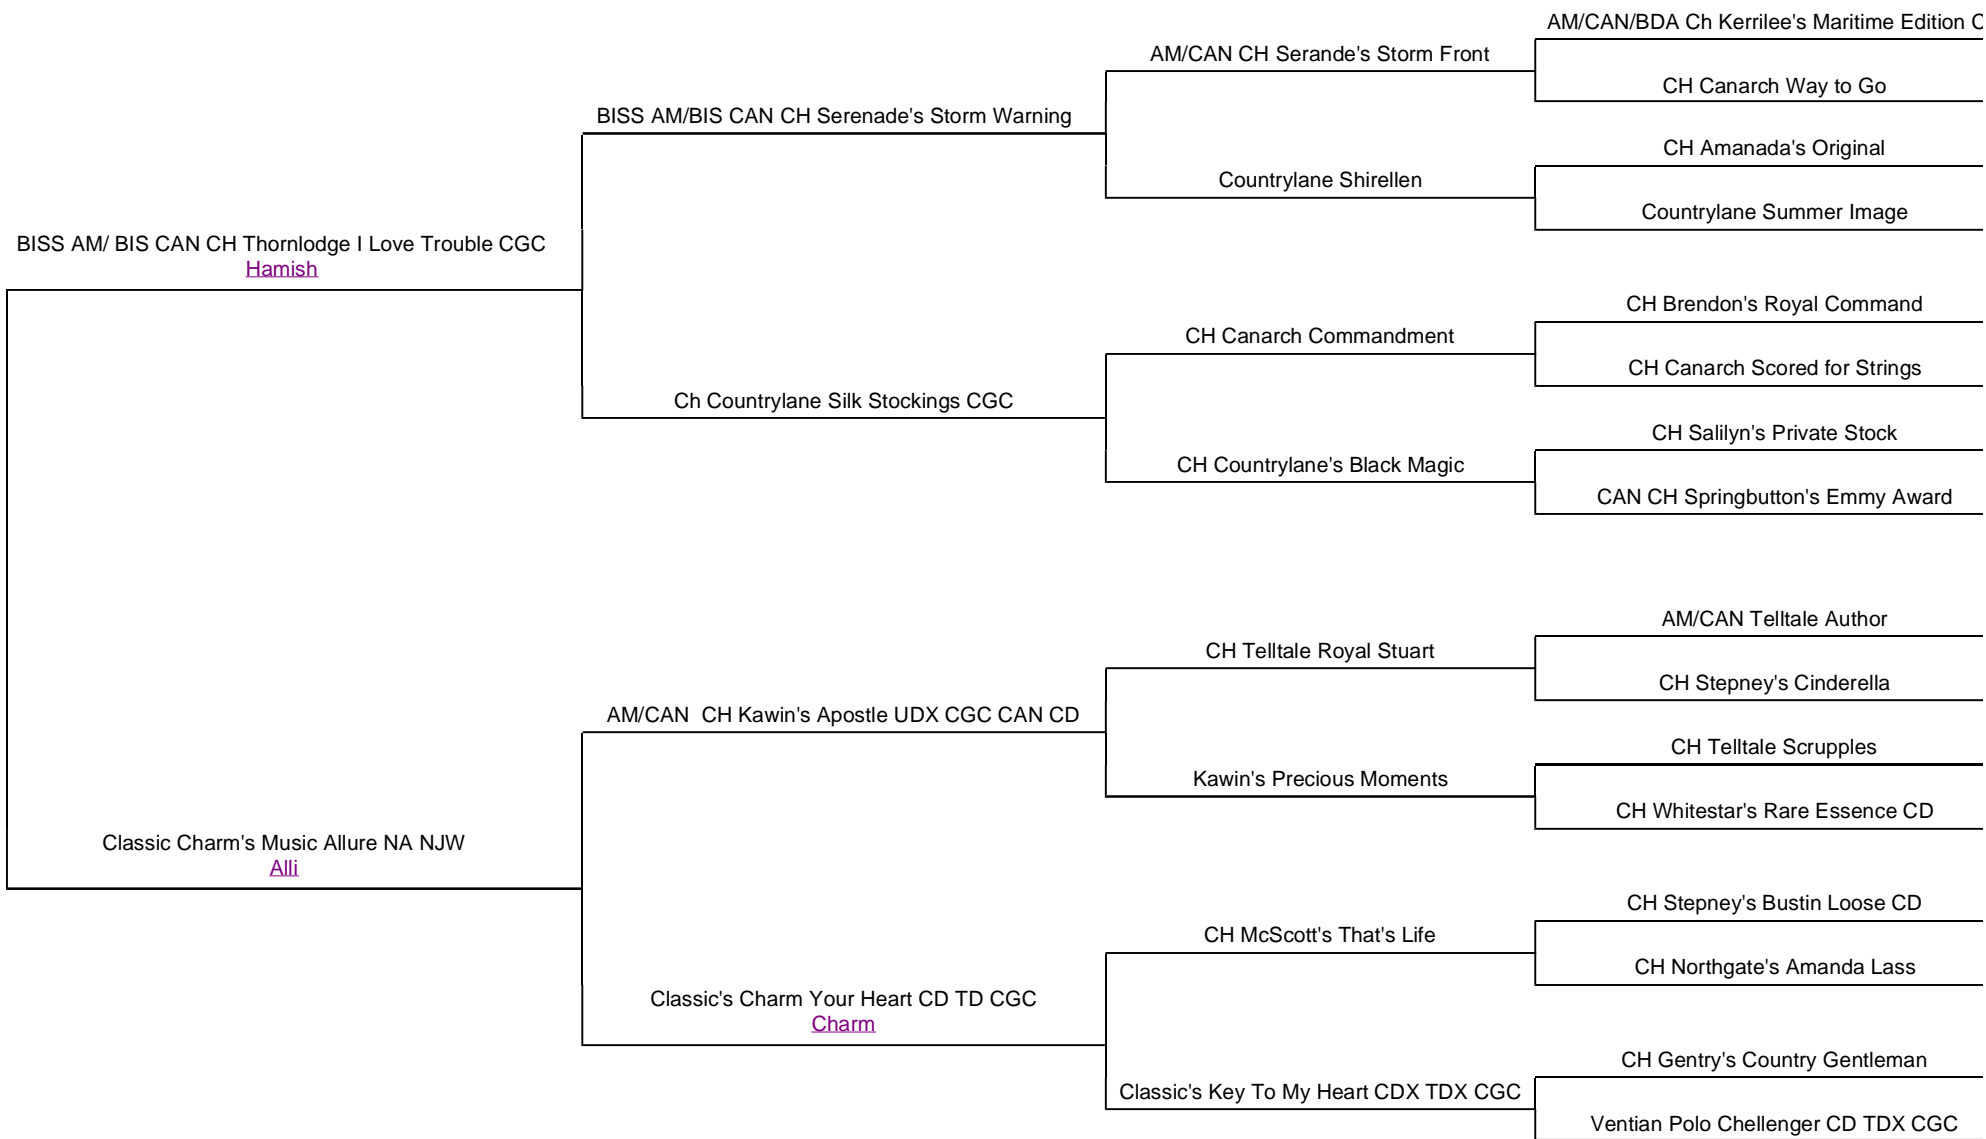 AM/CAN/BDA Ch Kerrilee's Maritime Edition C
AM/CAN CH Serande's Storm Front
CH Canarch Way to Go
BISS AM/BIS CAN CH Serenade's Storm Warning
CH Amanada's Original
Countrylane Shirellen
Countrylane Summer Image
BISS AM/ BIS CAN CH Thornlodge I Love Trouble CGC
Hamish
CH Brendon's Royal Command
CH Canarch Commandment
CH Canarch Scored for Strings
Ch Countrylane Silk Stockings CGC
CH Salilyn's Private Stock
CH Countrylane's Black Magic
CAN CH Springbutton's Emmy Award
AM/CAN Telltale Author
CH Telltale Royal Stuart
CH Stepney's Cinderella
AM/CAN  CH Kawin's Apostle UDX CGC CAN CD
CH Telltale Scrupples
Kawin's Precious Moments
CH Whitestar's Rare Essence CD
Classic Charm's Music Allure NA NJW
Alli
CH Stepney's Bustin Loose CD
CH McScott's That's Life
CH Northgate's Amanda Lass
Classic's Charm Your Heart CD TD CGC
Charm
CH Gentry's Country Gentleman
Classic's Key To My Heart CDX TDX CGC
Ventian Polo Chellenger CD TDX CGC